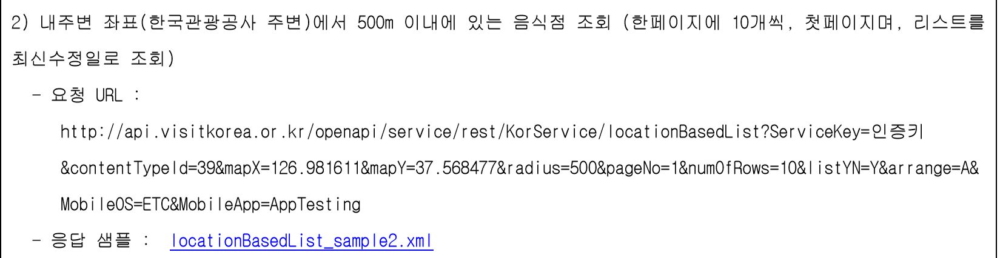 2) 내주변 좌표(한국관광공사 주변)에서 500m 이내에 있는 음식점 조회 (한페이지에 10개씩, 첫페이지며, 리스트를
최신수정일로 조회)
- 요청 URL :
http://api.visitkorea.or.kr/openapi/service/rest/KorService/locationBasedList?ServiceKey=인증키
&contentTypeId=39&mapX=126.981611&mapY=37.568477&radius=500&pageNo=1&numOfRows=10&listYN=Y&arrange=A&
MobileOS=ETC&MobileApp=AppTesting
- 응답 샘플 : locationBasedList_sample2.xml